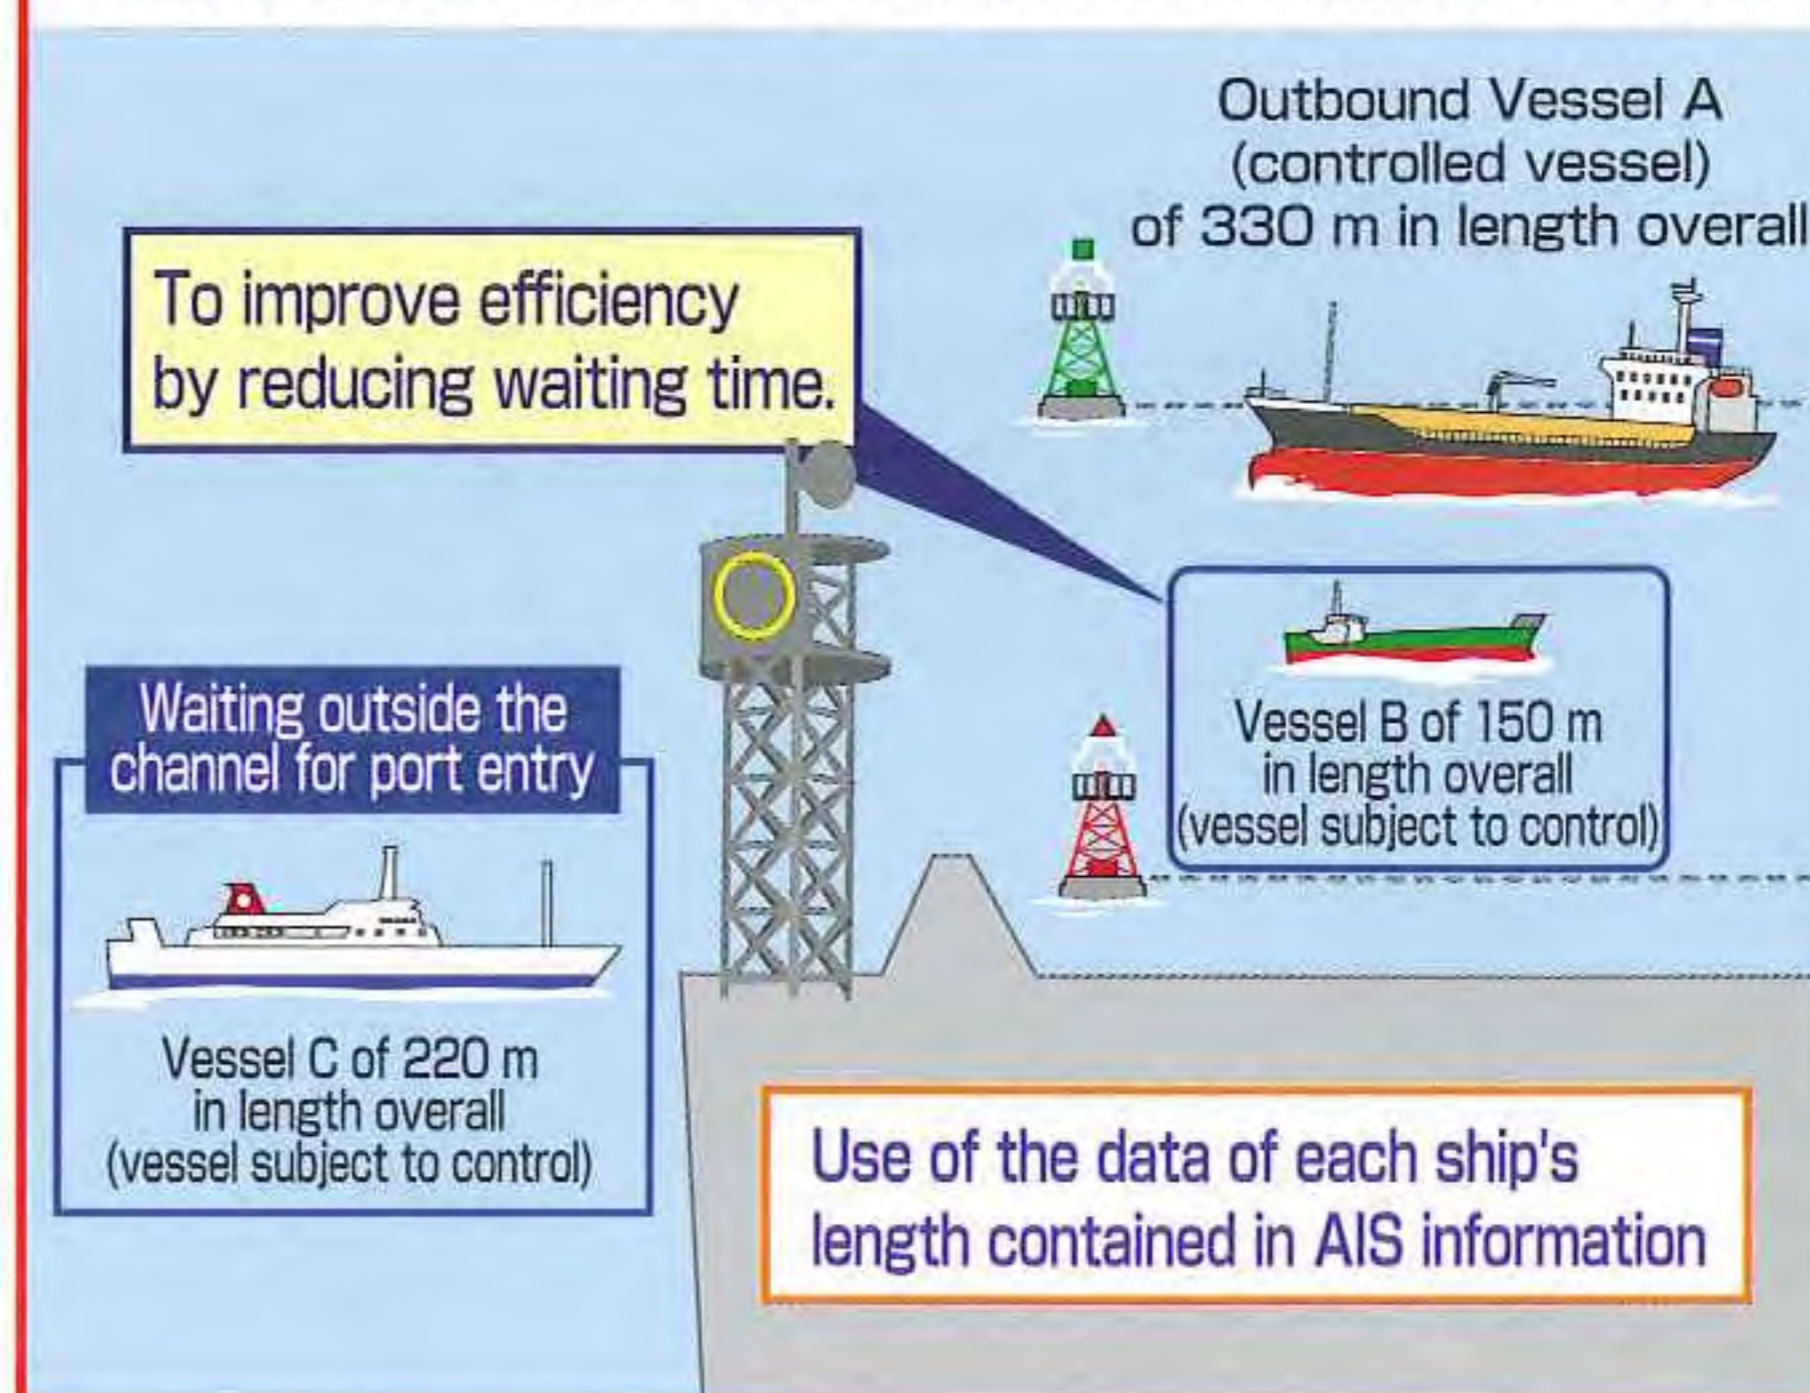 Outbound Vessel A
(controlled vessel)
of 330 m in length overall
To improve efficiency
by reducing waiting time.
Vessel B of 150 m
in length overall
(vessel subject to control)
Waiting outside the
channel for port entry
Vessel C of 220 m
in length overall
(vessel subject to control)
Use of the data of each ship's
length contained in AIS information